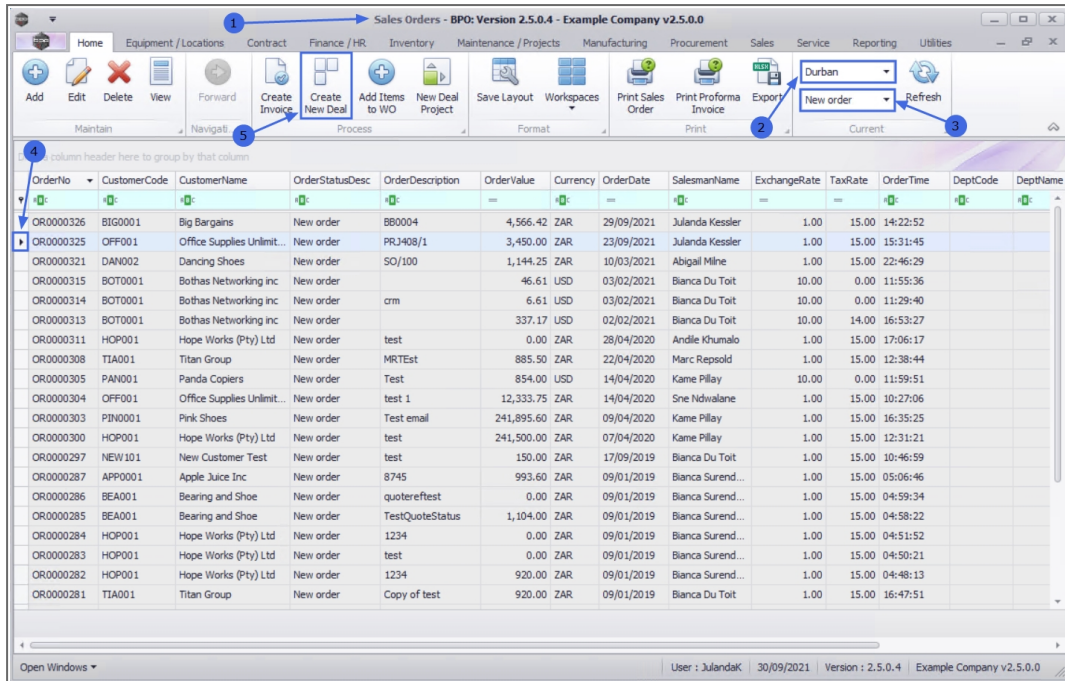 1
Sales Orders - BPO: Version 2.5.0.4 - Example Company v2.5.0.0
Home Equipment / Locations Contract Finance / HR Inventory Maintenance / Projects Manufacturing Procurement Sales Service Reporting Utilities
Add Edit Delete View Forward Create Invoice Create New Deal Add Items to WO New Deal Project Save Layout Workspaces Print Sales Order Print Proforma Invoice Export Durban New order Refresh
Maintain Navigati... Process Format Print Current
5 2 3
4
column header here to group by that column
OrderNo CustomerCode CustomerName OrderStatusDesc OrderDescription OrderValue Currency OrderDate SalesmanName ExchangeRate TaxRate OrderTime DeptCode DeptName
OR0000326 BIG0001 Big Bargains New order BB0004 4,566.42 ZAR 29/09/2021 Julanda Kessler 1.00 15.00 14:22:52
OR0000325 OFF001 Office Supplies Unlimit... New order PRJ408/1 3,450.00 ZAR 23/09/2021 Julanda Kessler 1.00 15.00 15:31:45
OR0000321 DAN002 Dancing Shoes New order SO/100 1,144.25 ZAR 10/03/2021 Abigail Milne 1.00 15.00 22:46:29
OR0000315 BOT0001 Bothas Networking inc New order 46.61 USD 03/02/2021 Bianca Du Toit 10.00 0.00 11:55:36
OR0000314 BOT0001 Bothas Networking inc New order crm 6.61 USD 03/02/2021 Bianca Du Toit 10.00 0.00 11:29:40
OR0000313 BOT0001 Bothas Networking inc New order 337.17 USD 02/02/2021 Bianca Du Toit 10.00 14.00 16:53:27
OR0000311 HOP001 Hope Works (Pty) Ltd New order test 0.00 ZAR 28/04/2020 Andile Khumalo 1.00 15.00 17:06:17
OR0000308 TIA001 Titan Group New order MRTEst 885.50 ZAR 22/04/2020 Marc Repsold 1.00 15.00 12:38:44
OR0000305 PAN001 Panda Copiers New order Test 854.00 USD 14/04/2020 Kame Pillay 10.00 0.00 11:59:51
OR0000304 OFF001 Office Supplies Unlimit... New order test 1 12,333.75 ZAR 14/04/2020 Sne Ndwalane 1.00 15.00 10:27:06
OR0000303 PIN0001 Pink Shoes New order Test email 241,895.60 ZAR 09/04/2020 Kame Pillay 1.00 15.00 16:35:25
OR0000300 HOP001 Hope Works (Pty) Ltd New order test 241,500.00 ZAR 07/04/2020 Kame Pillay 1.00 15.00 12:31:21
OR0000297 NEW101 New Customer Test New order test 150.00 ZAR 17/09/2019 Bianca Du Toit 1.00 15.00 10:46:59
OR0000287 APP0001 Apple Juice Inc New order 8745 993.60 ZAR 09/01/2019 Bianca Surend... 1.00 15.00 05:06:46
OR0000286 BEA001 Bearing and Shoe New order quotereftest 0.00 ZAR 09/01/2019 Bianca Surend... 1.00 15.00 04:59:34
OR0000285 BEA001 Bearing and Shoe New order TestQuoteStatus 1,104.00 ZAR 09/01/2019 Bianca Surend... 1.00 15.00 04:58:22
OR0000284 HOP001 Hope Works (Pty) Ltd New order 1234 0.00 ZAR 09/01/2019 Bianca Surend... 1.00 15.00 04:51:52
OR0000283 HOP001 Hope Works (Pty) Ltd New order test 0.00 ZAR 09/01/2019 Bianca Surend... 1.00 15.00 04:50:21
OR0000282 HOP001 Hope Works (Pty) Ltd New order 1234 920.00 ZAR 09/01/2019 Bianca Surend... 1.00 15.00 04:48:13
OR0000281 TIA001 Titan Group New order Copy of test 920.00 ZAR 09/01/2019 Bianca Du Toit 1.00 15.00 16:47:51
Open Windows User : JulandaK 30/09/2021 Version : 2.5.0.4 Example Company v2.5.0.0